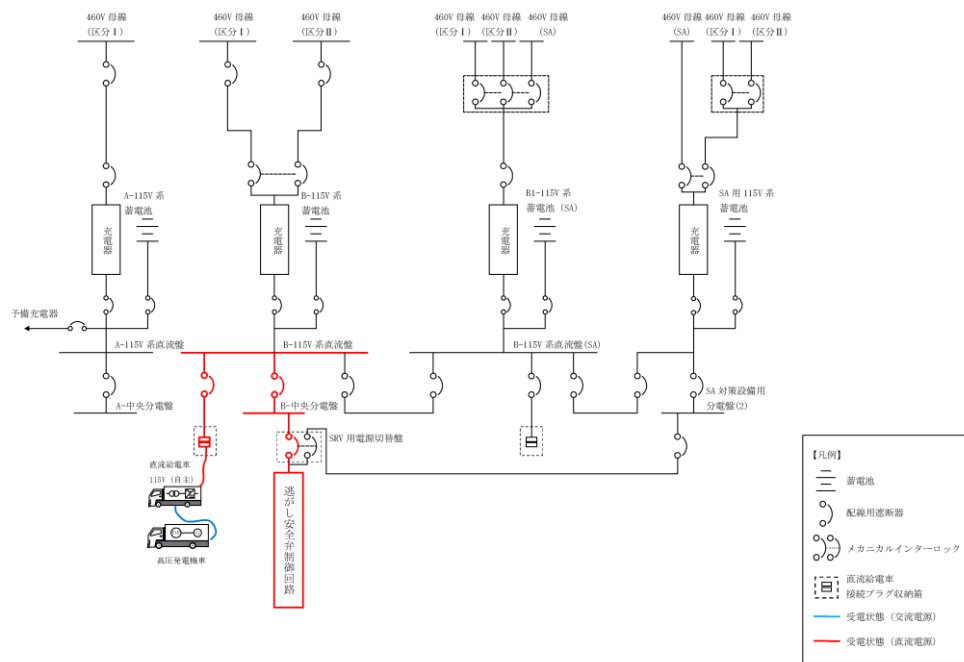 460V 母線
(区分Ⅰ)
460V 母線
(区分Ⅰ)
460V 母線
(区分Ⅱ)
460V 母線
(区分Ⅰ)
460V 母線
(区分Ⅱ)
460V 母線
(SA)
460V 母線
(SA)
460V 母線
(区分Ⅰ)
460V 母線
(区分Ⅱ)
A-115V 系
蓄電池
充電器
B-115V 系
蓄電池
充電器
B1-115V 系
蓄電池 (SA)
充電器
SA 用 115V 系
蓄電池
充電器
予備充電器
A-115V 系直流盤
B-115V 系直流盤
B-115V 系直流盤(SA)
A-中央分電盤
B-中央分電盤
SA 対策設備用
分電盤(2)
SRV 用電源切替盤
直流給電車
115V (自主)
高圧発電機車
逃がし安全弁制御回路
【凡例】
蓄電池
配線用遮断器
メカニカルインターロック
直流給電車
接続プラグ収納箱
受電状態 (交流電源)
受電状態 (直流電源)